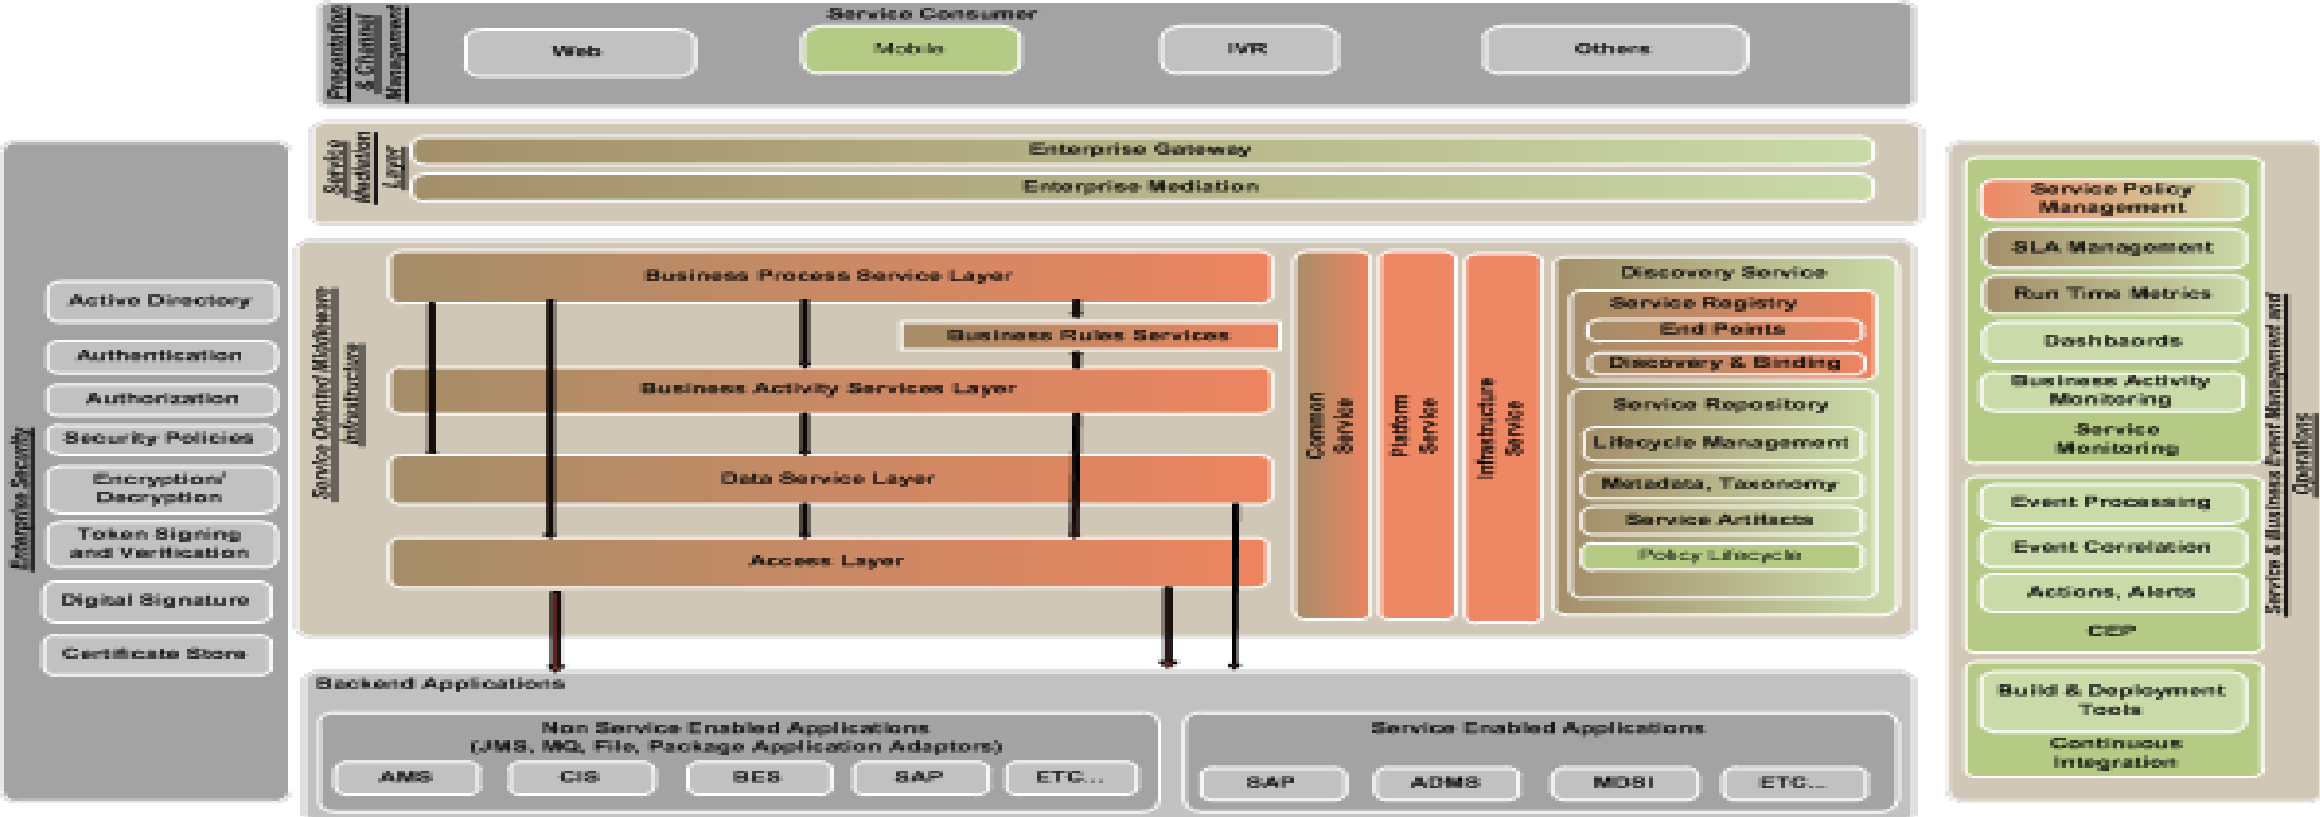 Service Consumer
Presentation
& Channel
Management
Web
Mobile
IVR
Others
Service
Mediation
Layer
Enterprise Gateway
Enterprise Mediation
Enterprise Security
Active Directory
Authentication
Authorization
Security Policies
Encryption/
Decryption
Token Signing
and Verification
Digital Signature
Certificate Store
Service Oriented Middleware
Infrastructure
Business Process Service Layer
Business Rules Services
Business Activity Services Layer
Data Service Layer
Access Layer
Common
Service
Platform
Service
Infrastructure
Service
Discovery Service
Service Registry
End Points
Discovery & Binding
Service Repository
Lifecycle Management
Metadata, Taxonomy
Service Artifacts
Policy Lifecycle
Backend Applications
Non Service Enabled Applications
(JMS, MQ, File, Package Application Adaptors)
AMS
CIS
BES
SAP
ETC...
Service Enabled Applications
SAP
ADMS
MDSI
ETC...
Service Policy
Management
SLA Management
Run Time Metrics
Dashbaords
Business Activity
Monitoring
Service
Monitoring
Event Processing
Event Correlation
Actions, Alerts
CEP
Build & Deployment
Tools
Continuous
Integration
Service & Business Event Managment and
Operations